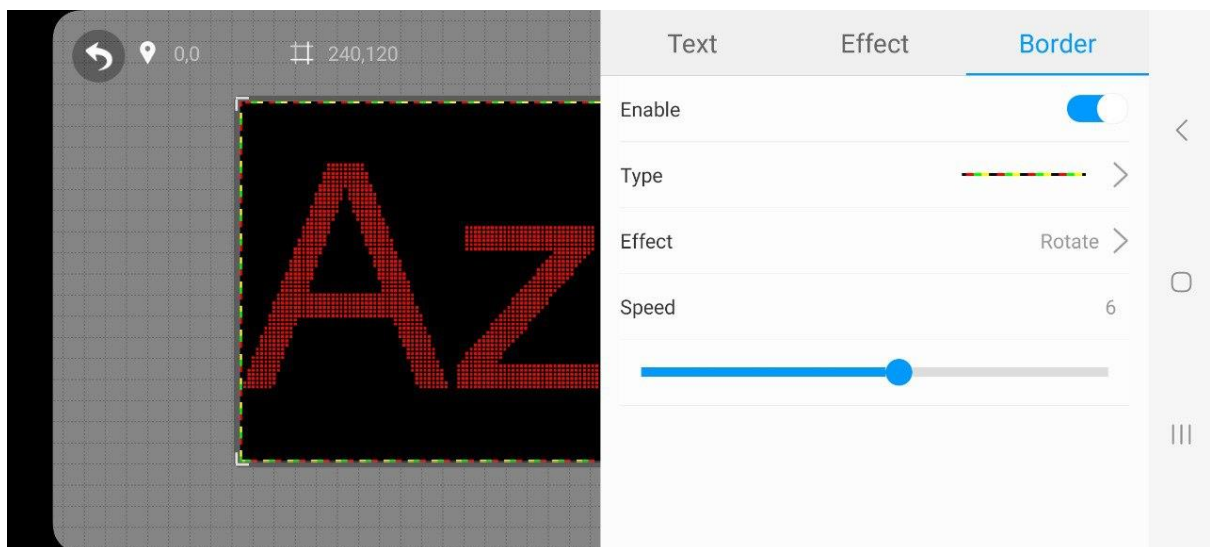 0,0 240,120
Az
Text Effect Border
Enable
Type
Effect Rotate
Speed 6